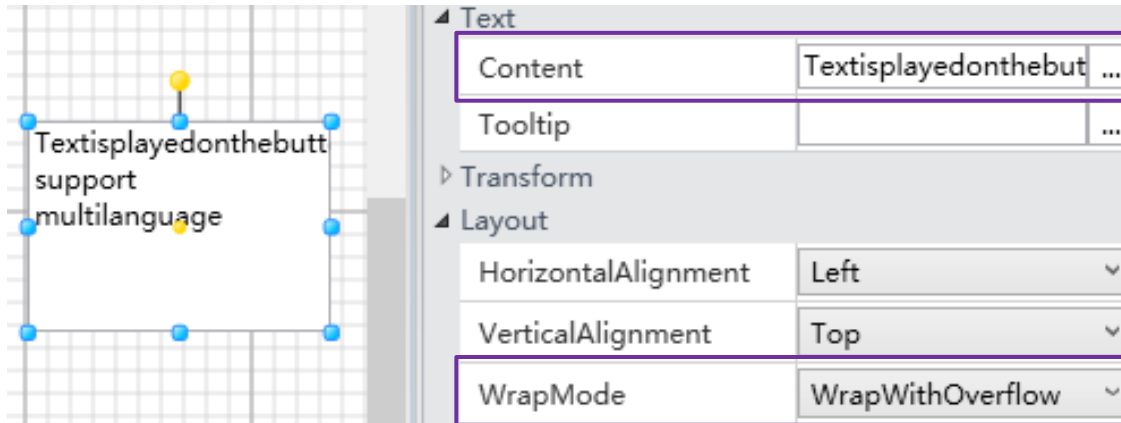 Text
Content Textisplayedonthebut ...
Tooltip ...
Transform
Layout
HorizontalAlignment Left
VerticalAlignment Top
WrapMode WrapWithOverflow
Textisplayedonthebutt
support
multilanguage